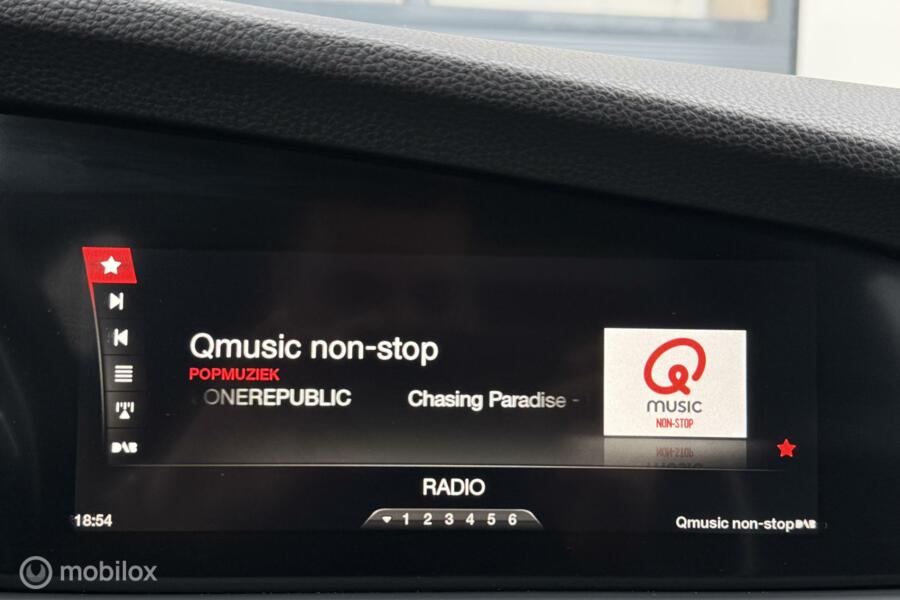 Qmusic non-stop
POPMUZIEK
& ONEREPUBLIC Chasing Paradise -
MUSIC
NON-STOP
DAB
RADIO
18:54
1 2 3 4 5 6
Qmusic non-stop DAB
mobilox